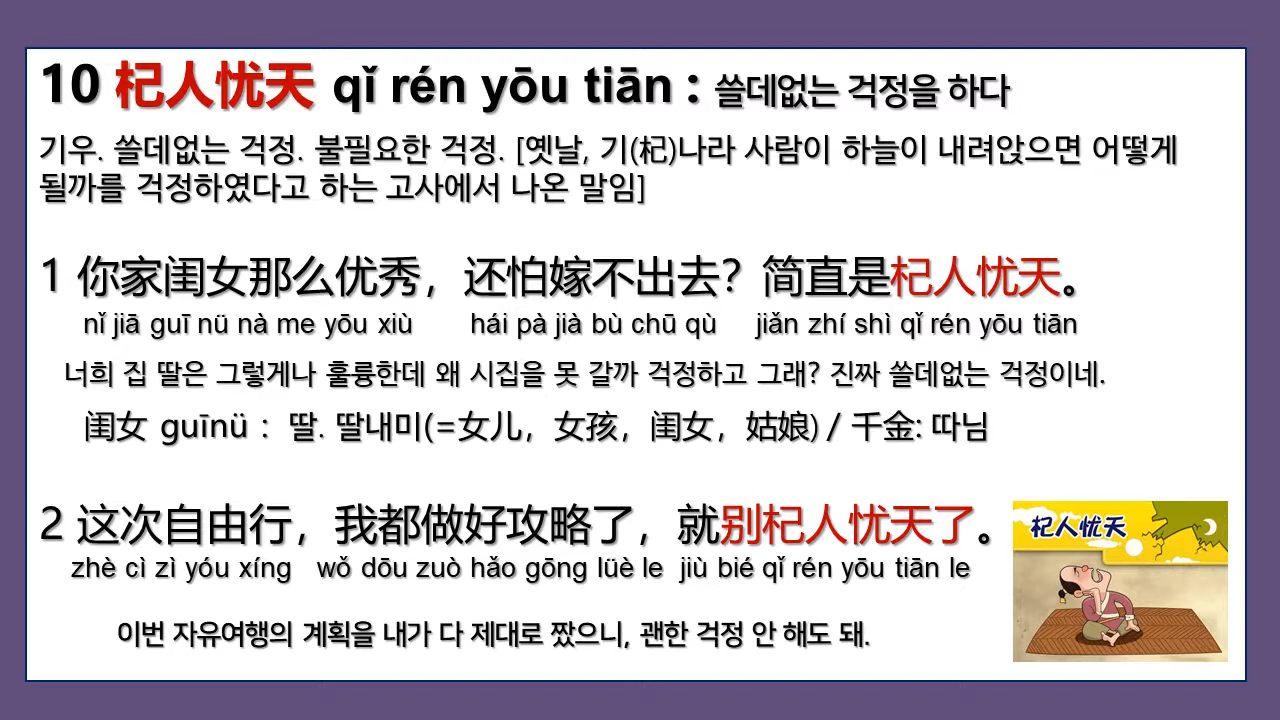 10 杞人忧天 qǐ rén yōu tiān : 쓸데없는 걱정을 하다
기우. 쓸데없는 걱정. 불필요한 걱정. [옛날, 기(杞)나라 사람이 하늘이 내려앉으면 어떻게
될까를 걱정하였다고 하는 고사에서 나온 말임]
1 你家闺女那么优秀，还怕嫁不出去？简直是杞人忧天。
nǐ jiā guī nü nà me yōu xiù hái pà jià bù chū qù jiǎn zhí shì qǐ rén yōu tiān
너희 집 딸은 그렇게나 훌륭한데 왜 시집을 못 갈까 걱정하고 그래? 진짜 쓸데없는 걱정이네.
闺女 guīnü : 딸. 딸내미(=女儿，女孩，闺女，姑娘) / 千金: 따님
2 这次自由行，我都做好攻略了，就别杞人忧天了。
zhè cì zì yóu xíng wǒ dōu zuò hǎo gōng lüè le jiù bié qǐ rén yōu tiān le
이번 자유여행의 계획을 내가 다 제대로 짰으니, 괜한 걱정 안 해도 돼.
杞人忧天